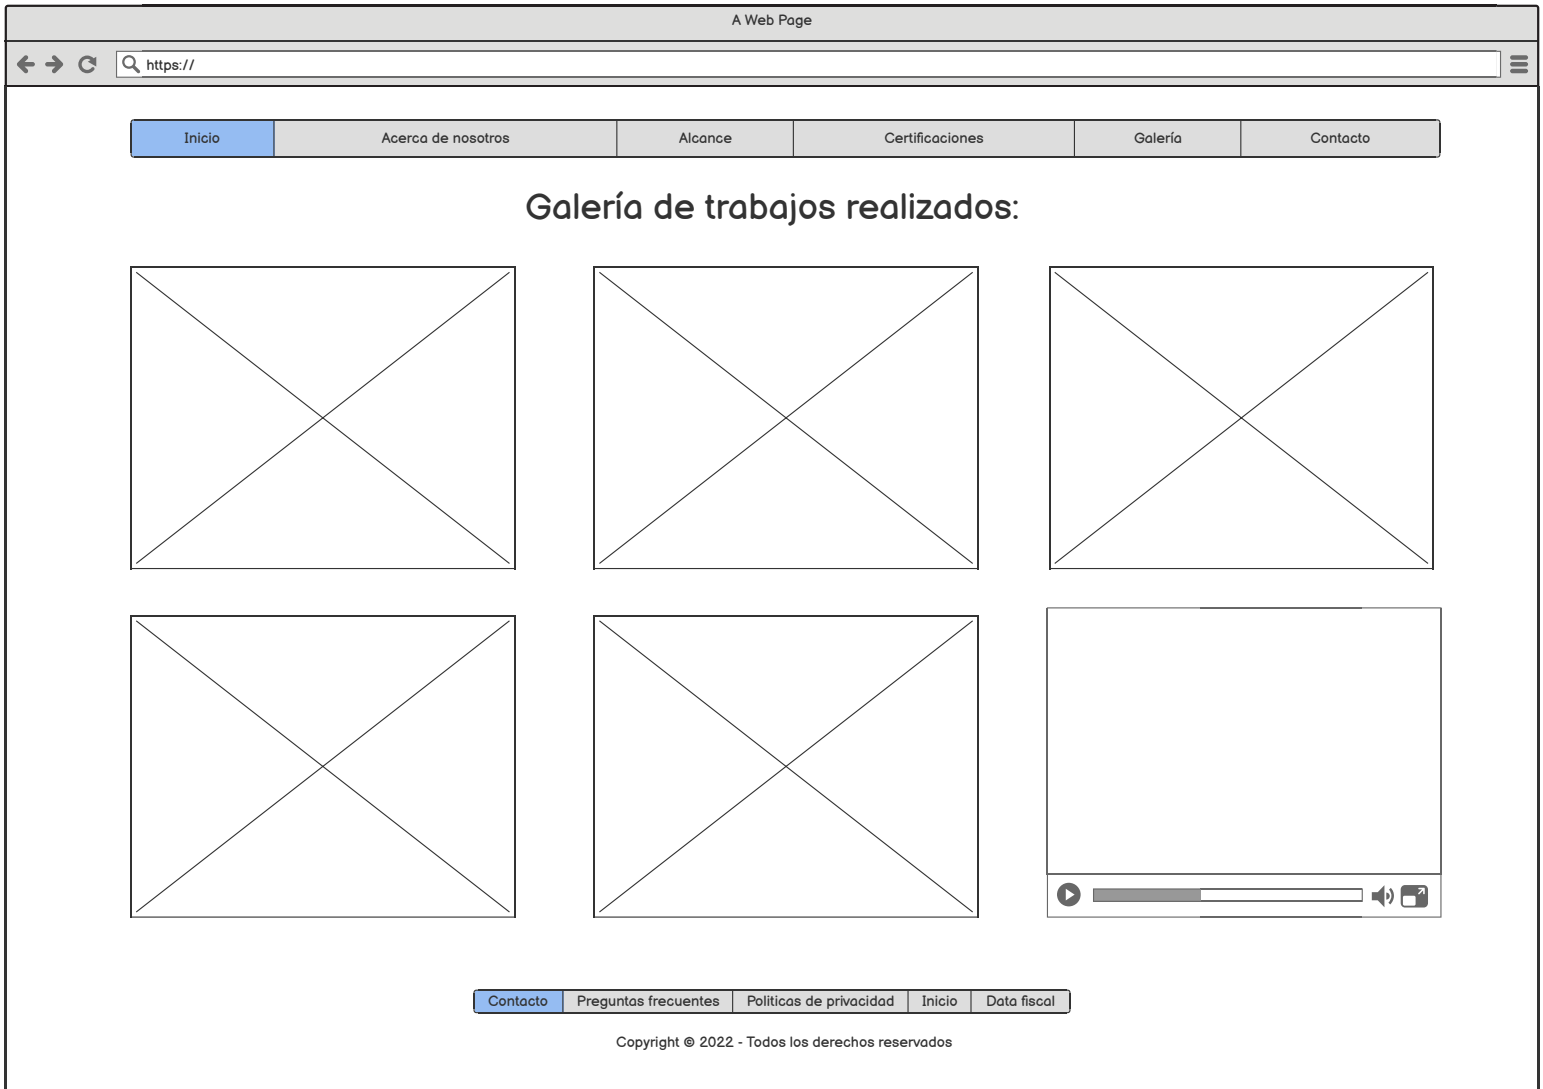 A Web Page
https://
Inicio Acerca de nosotros Alcance Certificaciones Galería Contacto
Galería de trabajos realizados:
Contacto Preguntas frecuentes Politicas de privacidad Inicio Data fiscal
Copyright © 2022 - Todos los derechos reservados